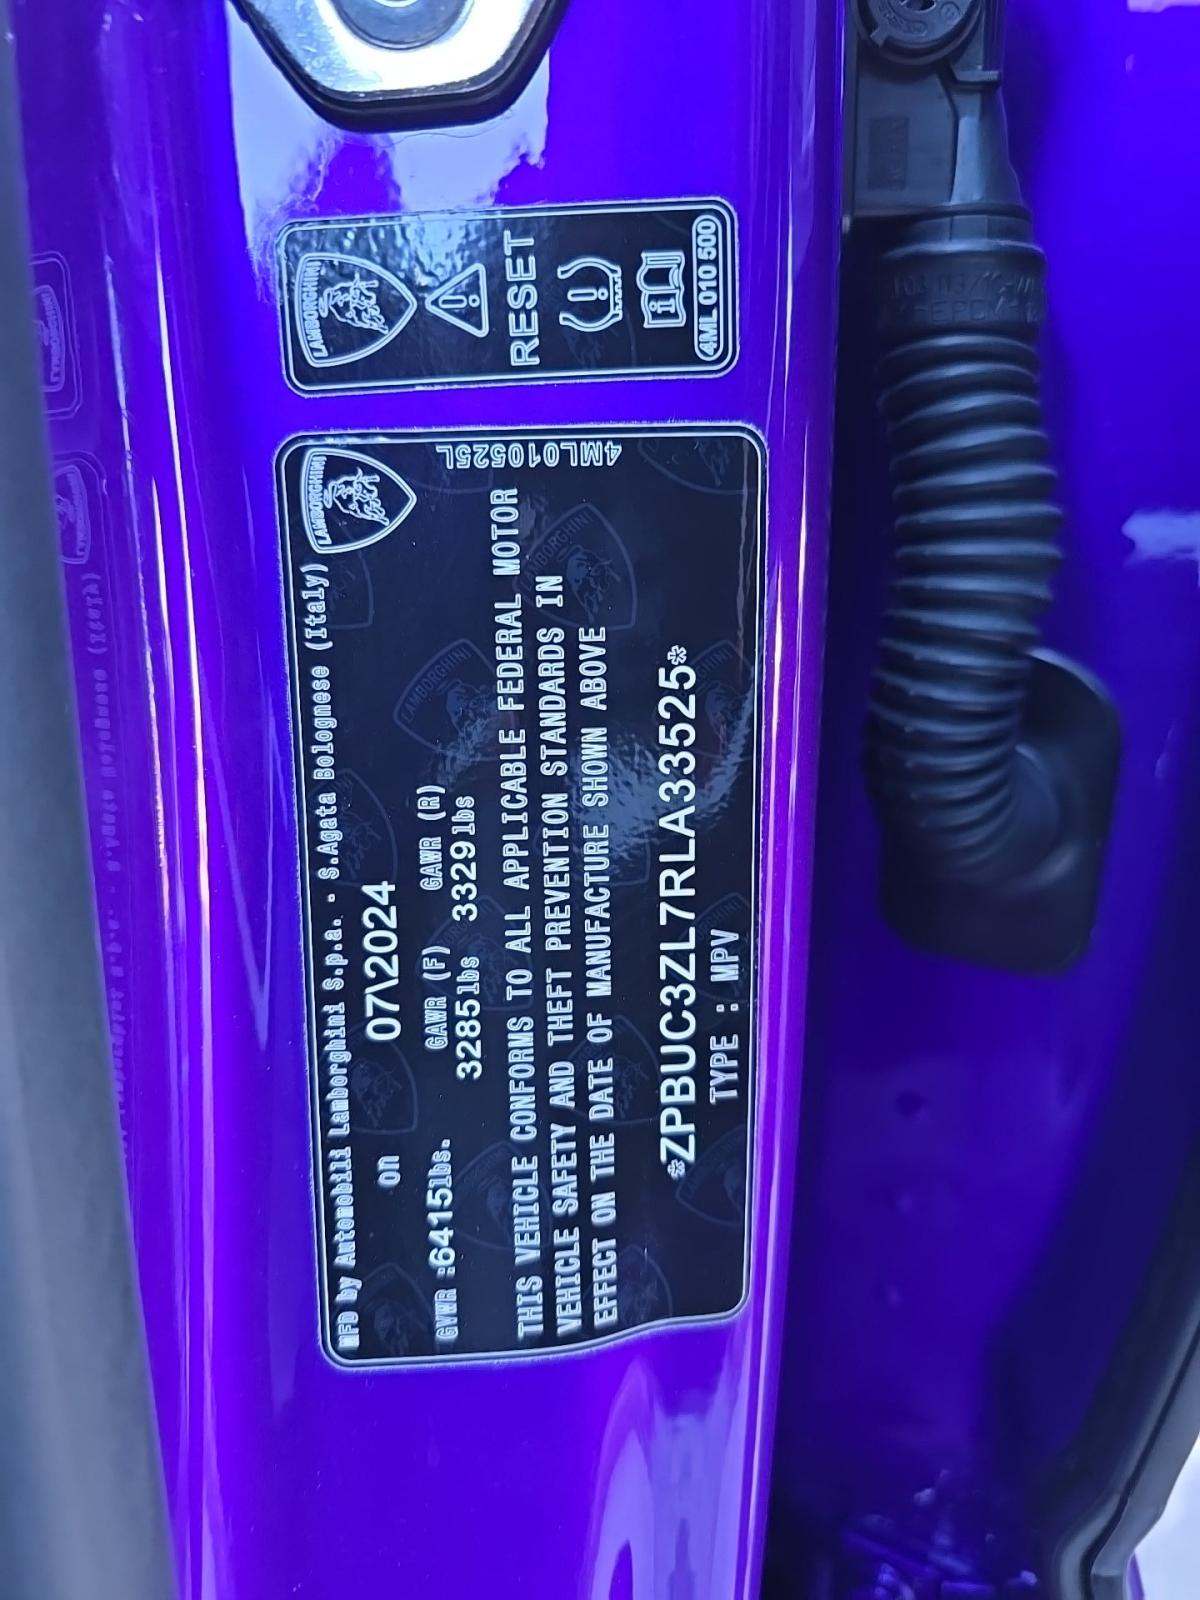 MFD by Automobili Lamborghini S.p.a. - S.Agata Bolognese (Italy)
LAMBORGHINI
on 07\2024
GVWR :6415lbs.
GAWR (F) GAWR (R)
3285lbs 3329lbs
THIS VEHICLE CONFORMS TO ALL APPLICABLE FEDERAL MOTOR
VEHICLE SAFETY AND THEFT PREVENTION STANDARDS IN
EFFECT ON THE DATE OF MANUFACTURE SHOWN ABOVE
*ZPBUC3ZL7RLA33525*
TYPE : MPV
4ML010525L
LAMBORGHINI
RESET
4ML 010 500